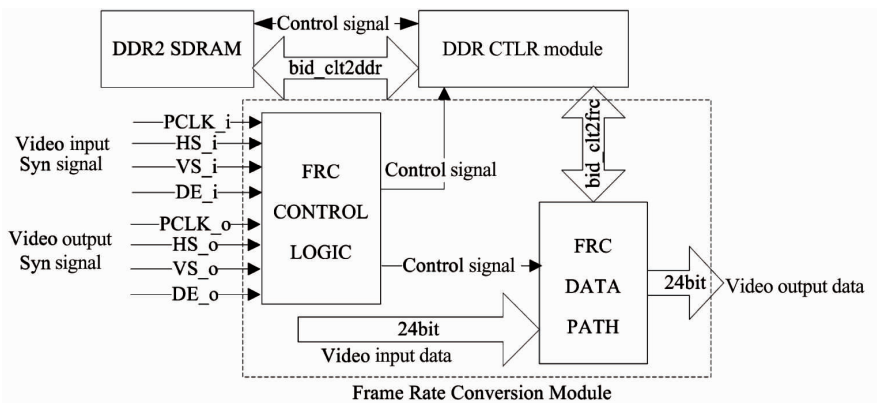 Control signal
DDR2 SDRAM
DDR CTLR module
bid_clt2ddr
bid_clt2frc
Video input
Syn signal
PCLK_i
HS_i
VS_i
DE_i
Video output
Syn signal
PCLK_o
HS_o
VS_o
DE_o
FRC
CONTROL
LOGIC
Control signal
Control signal
FRC
DATA
PATH
24bit
Video input data
24bit
Video output data
Frame Rate Conversion Module